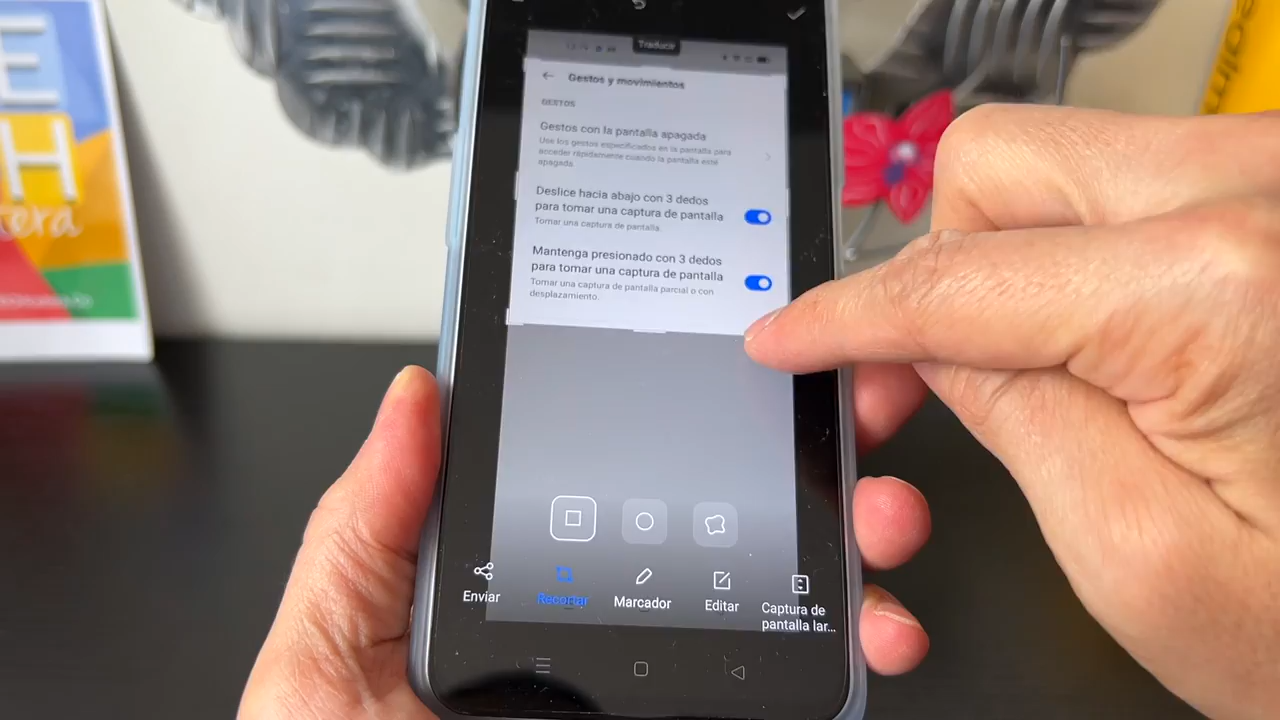 Traducir
Gestos y movimientos
GESTOS
Gestos con la pantalla apagada
Use los gestos especificados en la pantalla para
acceder rápidamente cuando la pantalla esté
apagada.
Deslice hacia abajo con 3 dedos
para tomar una captura de pantalla
Tomar una captura de pantalla.
Mantenga presionado con 3 dedos
para tomar una captura de pantalla
Tomar una captura de pantalla parcial o con
desplazamiento.
Enviar
Recortar
Marcador
Editar
Captura de
pantalla lar...
E
H
tera